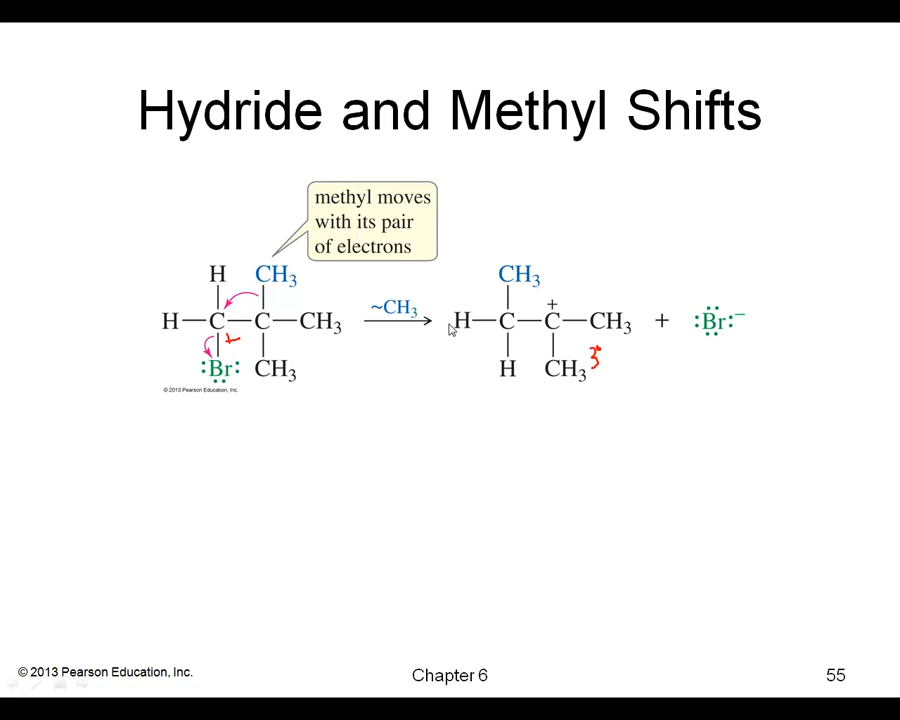 Hydride and Methyl Shifts
methyl moves
with its pair
of electrons
H CH₃
H—C—C—CH₃
+
:Br: CH₃
© 2013 Pearson Education, Inc.
~CH₃
CH₃
+
H—C—C—CH₃ + :Br:⁻
H CH₃ 3°
© 2013 Pearson Education, Inc.
Chapter 6
55